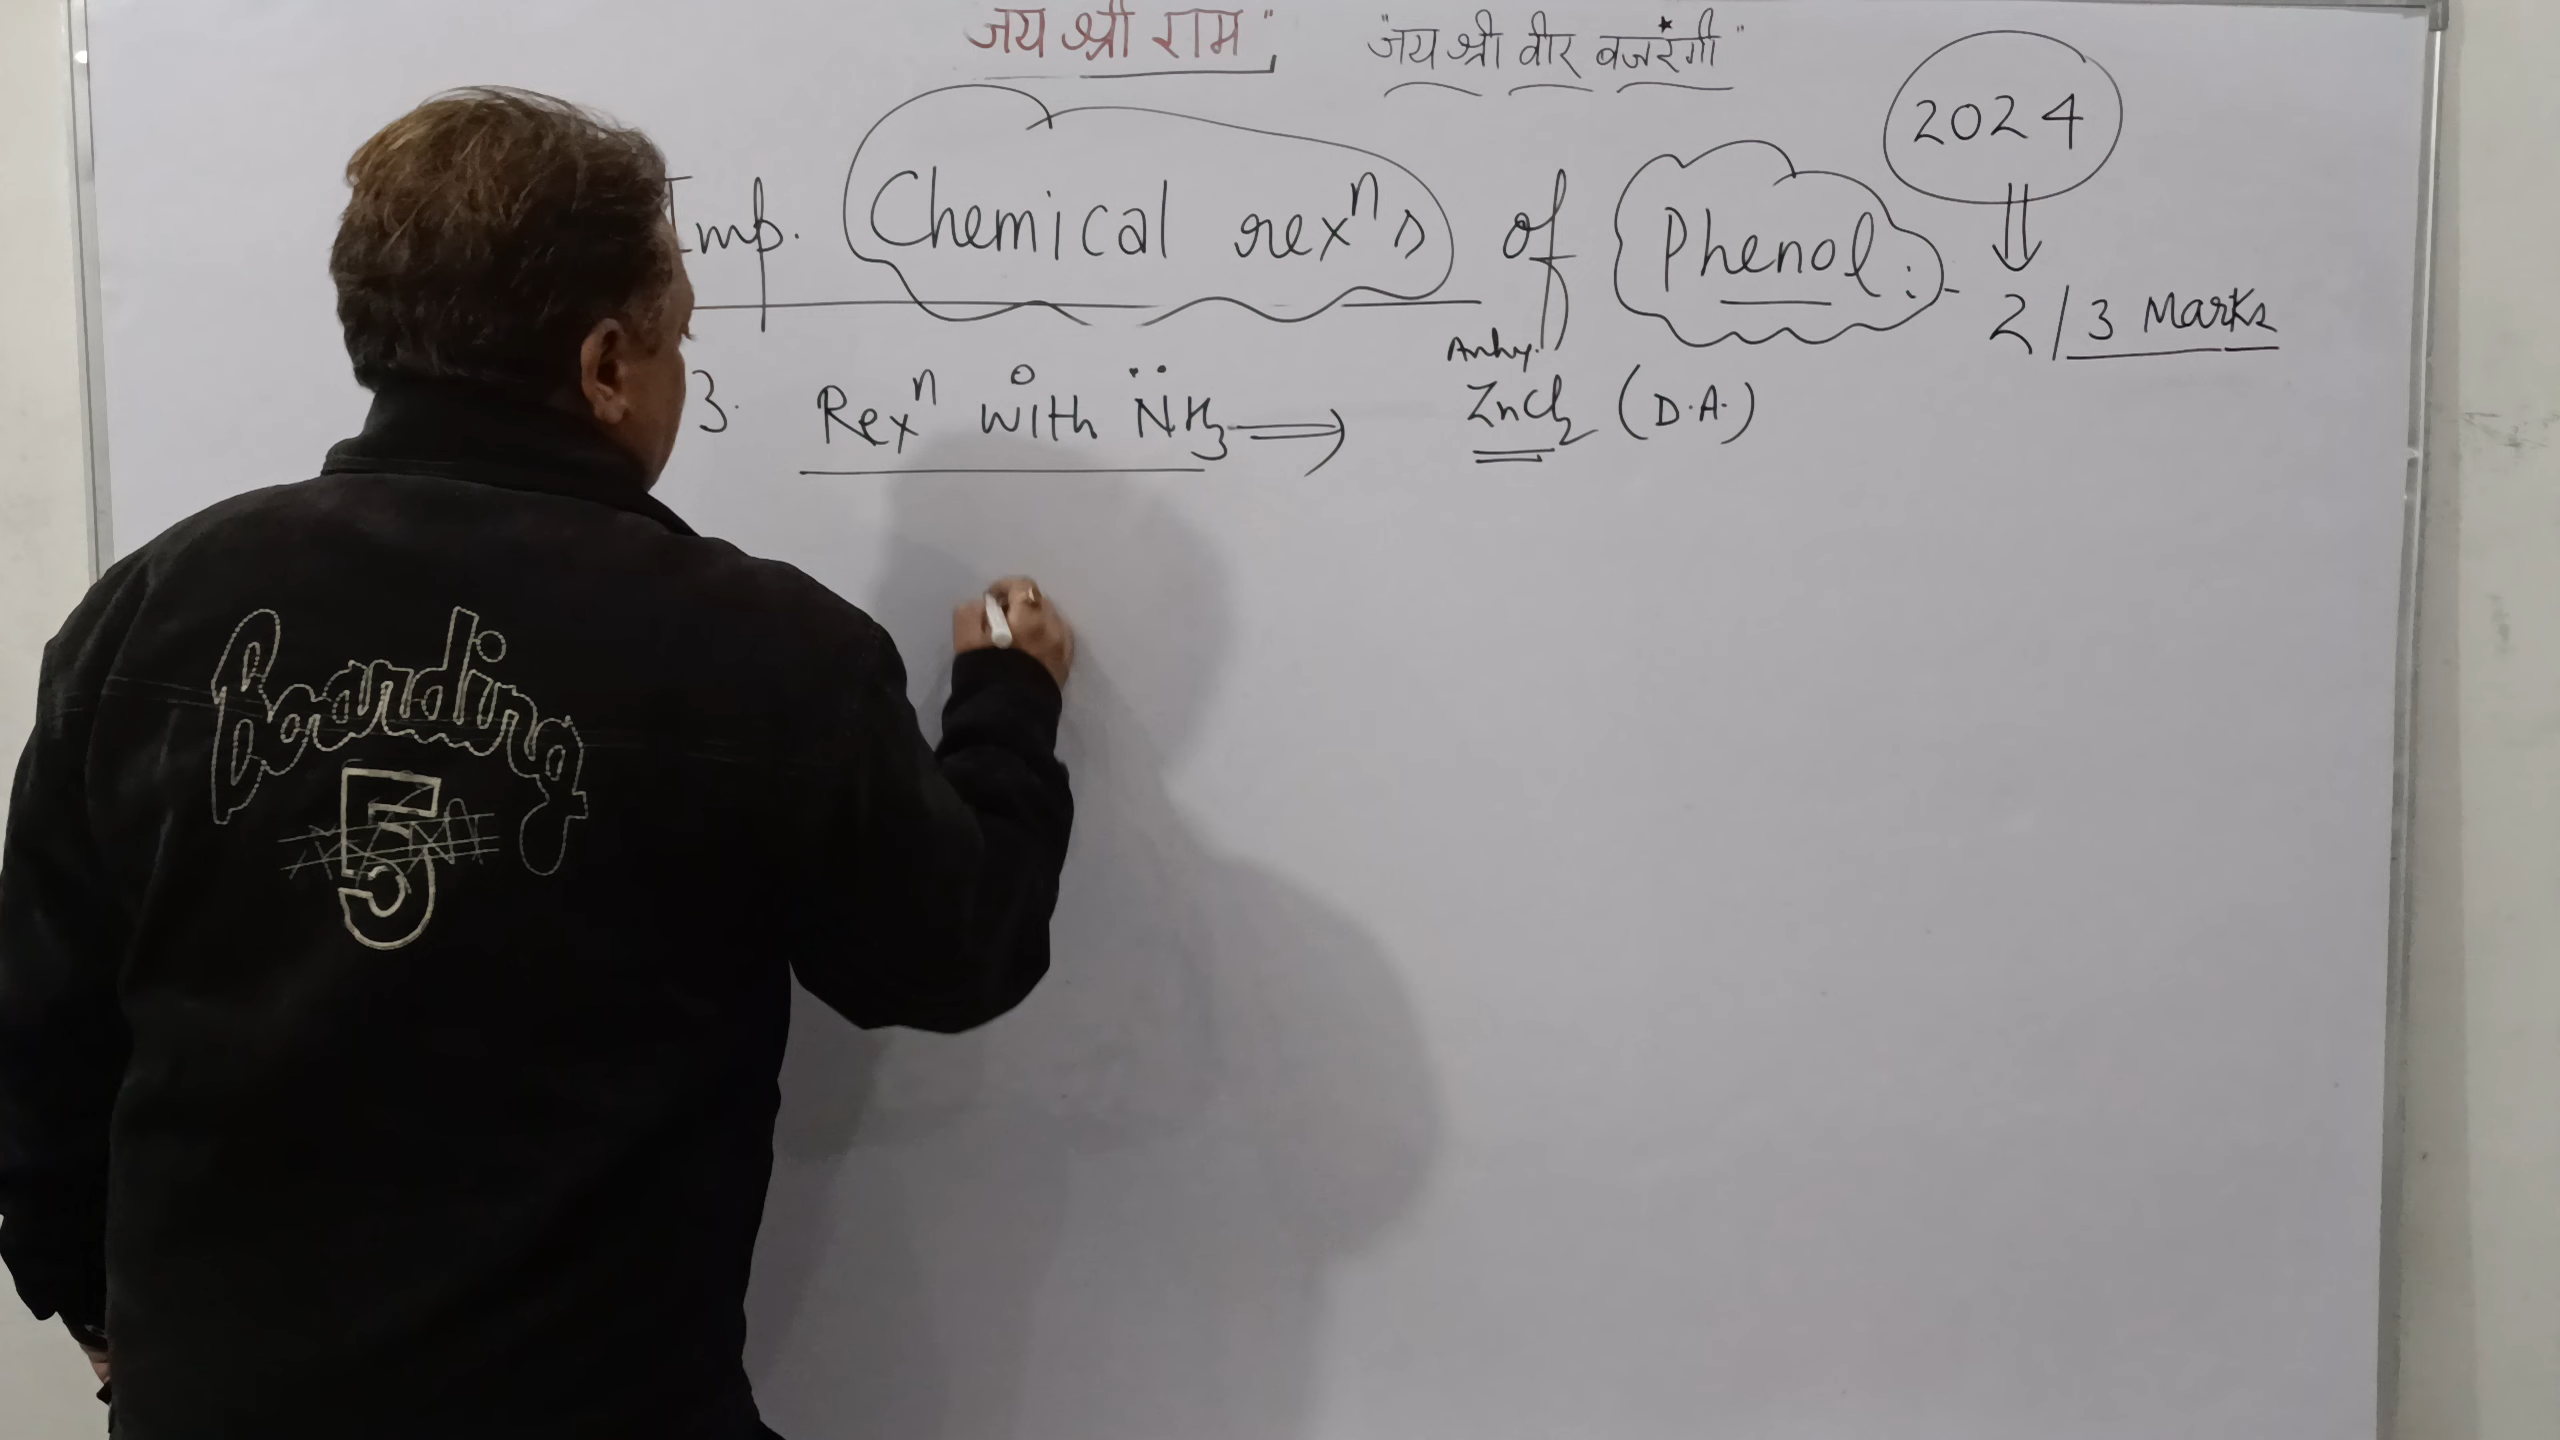 जय श्री राम" "जय श्री वीर बजरंगी"
2024
Imp. Chemical rexⁿs of Phenol:-
2/3 Marks
Anhy.
3. Rexⁿ with N̈H₃ ⟹ ZnCl₂ (D.A.)
Boarding
5